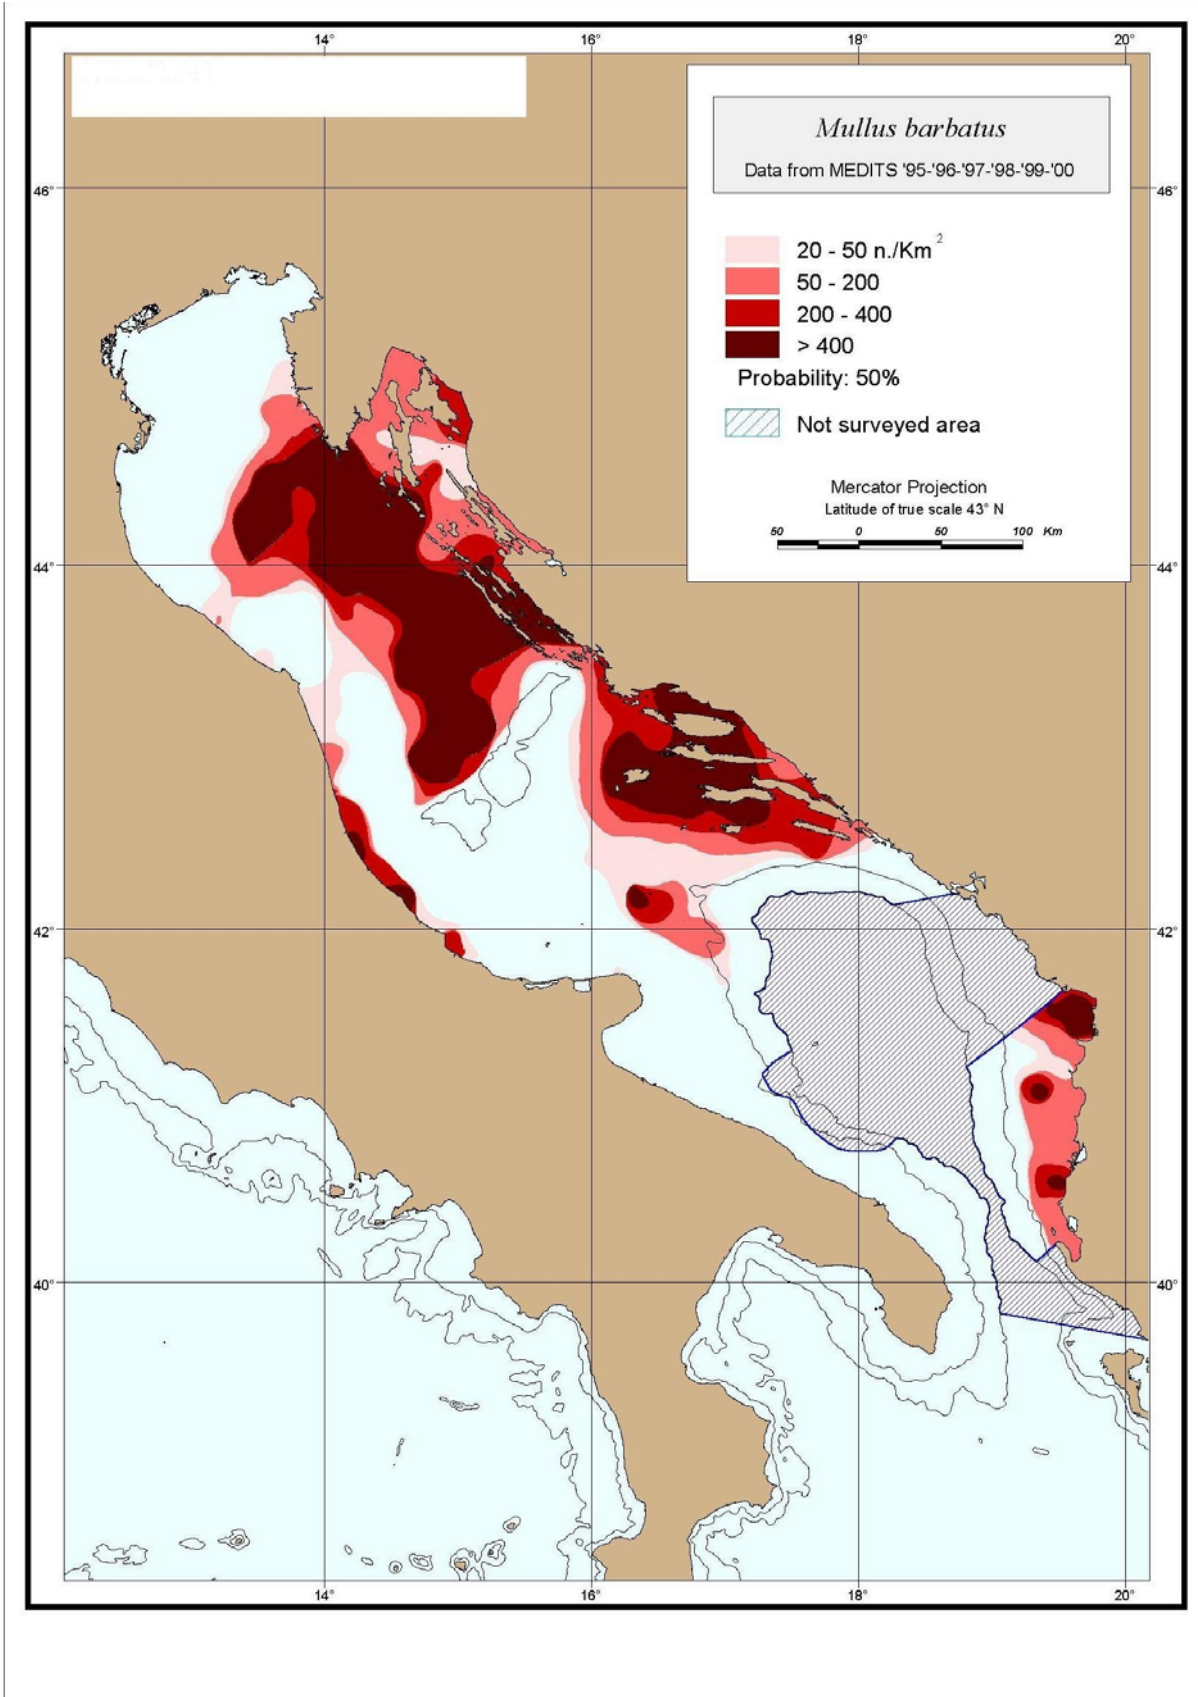 14° 16° 18° 20°
Mullus barbatus
Data from MEDITS '95-'96-'97-'98-'99-'00
46° 46°
20 - 50 n./Km²
50 - 200
200 - 400
> 400
Probability: 50%
Not surveyed area
Mercator Projection
Latitude of true scale 43° N
50 0 50 100 Km
44° 44°
42° 42°
40° 40°
14° 16° 18° 20°